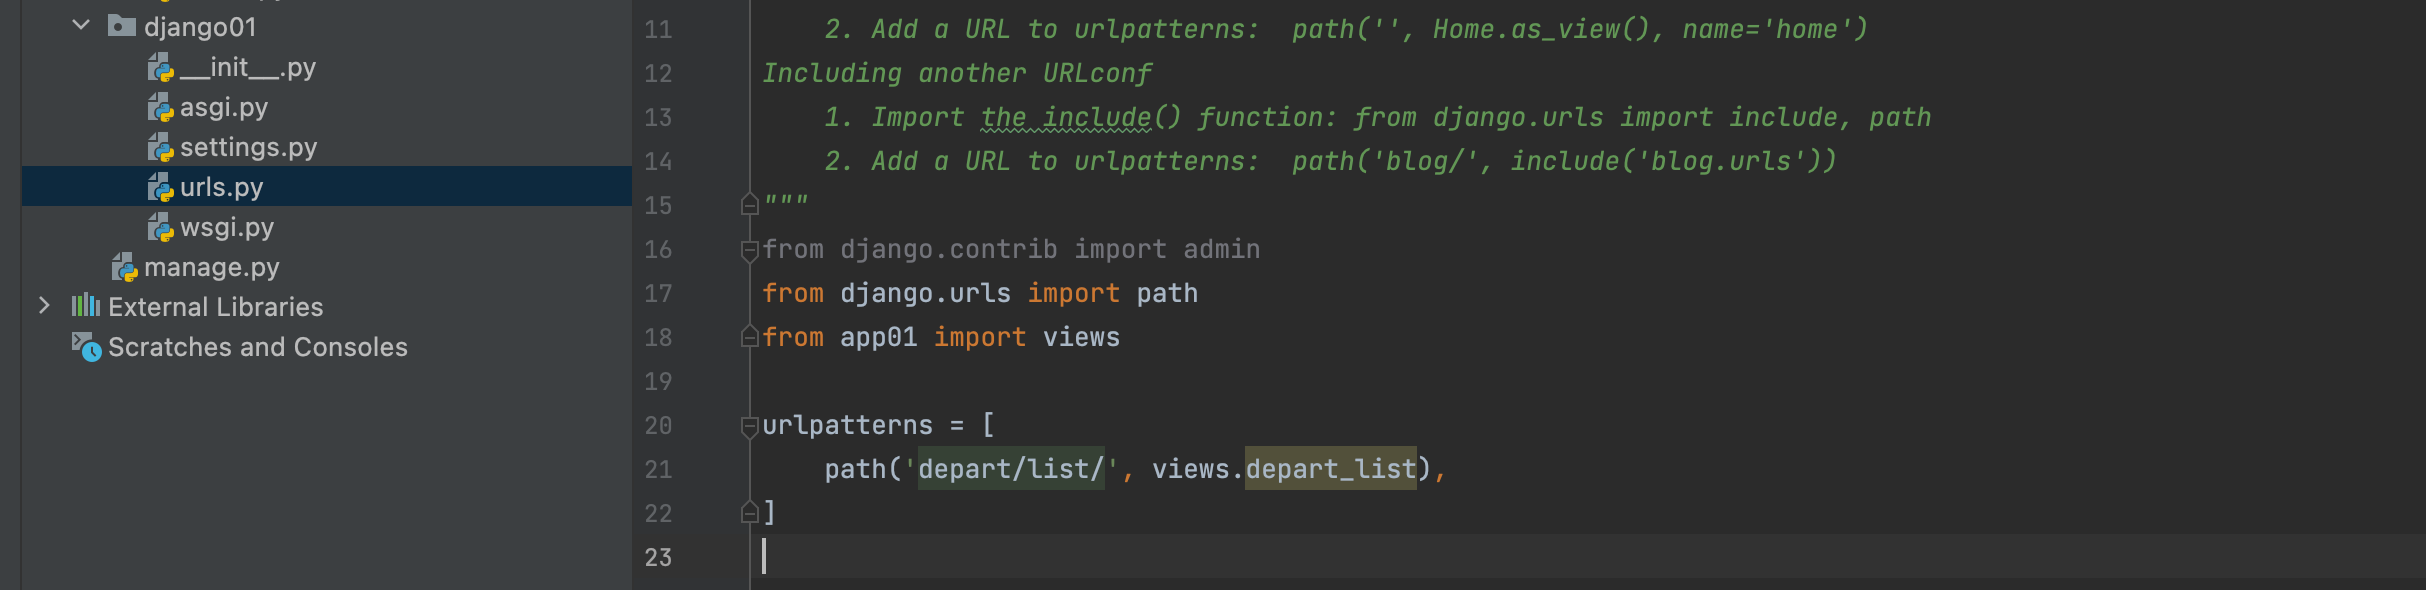 django01
__init__.py
asgi.py
settings.py
urls.py
wsgi.py
manage.py
External Libraries
Scratches and Consoles
11 2. Add a URL to urlpatterns:  path('', Home.as_view(), name='home')
12 Including another URLconf
13 1. Import the include() function: from django.urls import include, path
14 2. Add a URL to urlpatterns:  path('blog/', include('blog.urls'))
15 """
16 from django.contrib import admin
17 from django.urls import path
18 from app01 import views
19
20 urlpatterns = [
21 path('depart/list/', views.depart_list),
22 ]
23